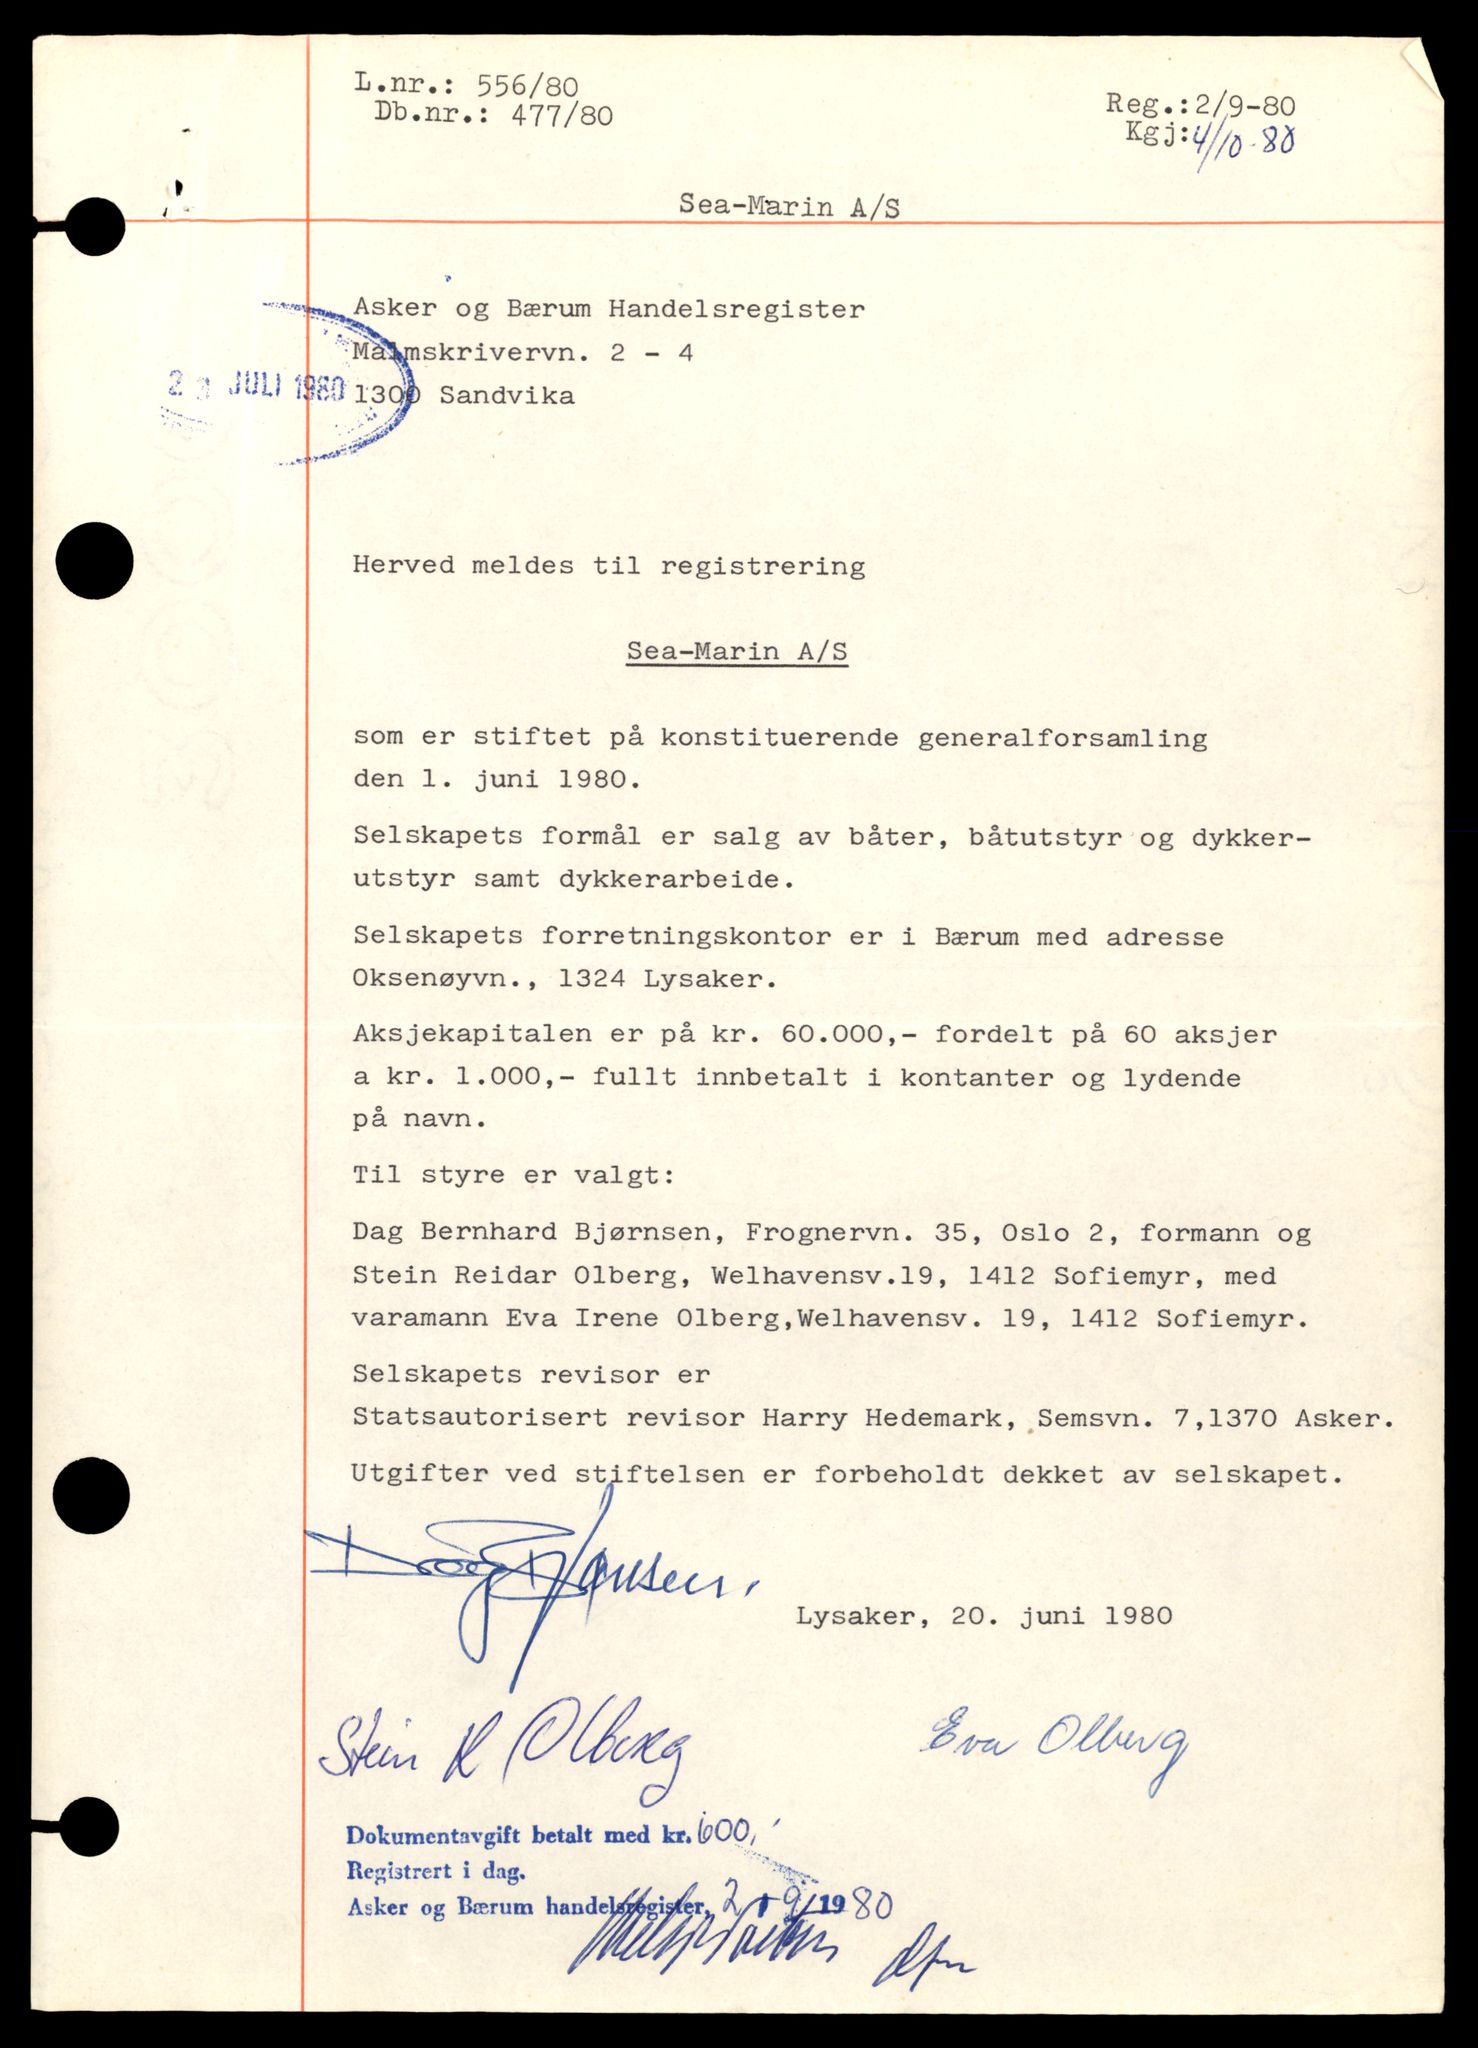 L.nr.: 556/80
Db.nr.: 477/80
Reg.:2/9-80
Kgj:4/10-80
Sea-Marin A/S
Asker og Bærum Handelsregister
Malmskrivervn. 2 - 4
1300 Sandvika
JULI 1980
Herved meldes til registrering
Sea-Marin A/S
som er stiftet på konstituerende generalforsamling
den 1. juni 1980.
Selskapets formål er salg av båter, båtutstyr og dykker-
utstyr samt dykkerarbeide.
Selskapets forretningskontor er i Bærum med adresse
Oksenøyvn., 1324 Lysaker.
Aksjekapitalen er på kr. 60.000,- fordelt på 60 aksjer
a kr. 1.000,- fullt innbetalt i kontanter og lydende
på navn.
Til styre er valgt:
Dag Bernhard Bjørnsen, Frognervn. 35, Oslo 2, formann og
Stein Reidar Olberg, Welhavensv.19, 1412 Sofiemyr, med
varamann Eva Irene Olberg,Welhavensv. 19, 1412 Sofiemyr.
Selskapets revisor er
Statsautorisert revisor Harry Hedemark, Semsvn. 7,1370 Asker.
Utgifter ved stiftelsen er forbeholdt dekket av selskapet.
Lysaker, 20. juni 1980
Stein R Olberg
Eva Olberg
Dokumentavgift betalt med kr. 600,-
Registrert i dag.
Asker og Bærum handelsregister, 2 / 9 1980